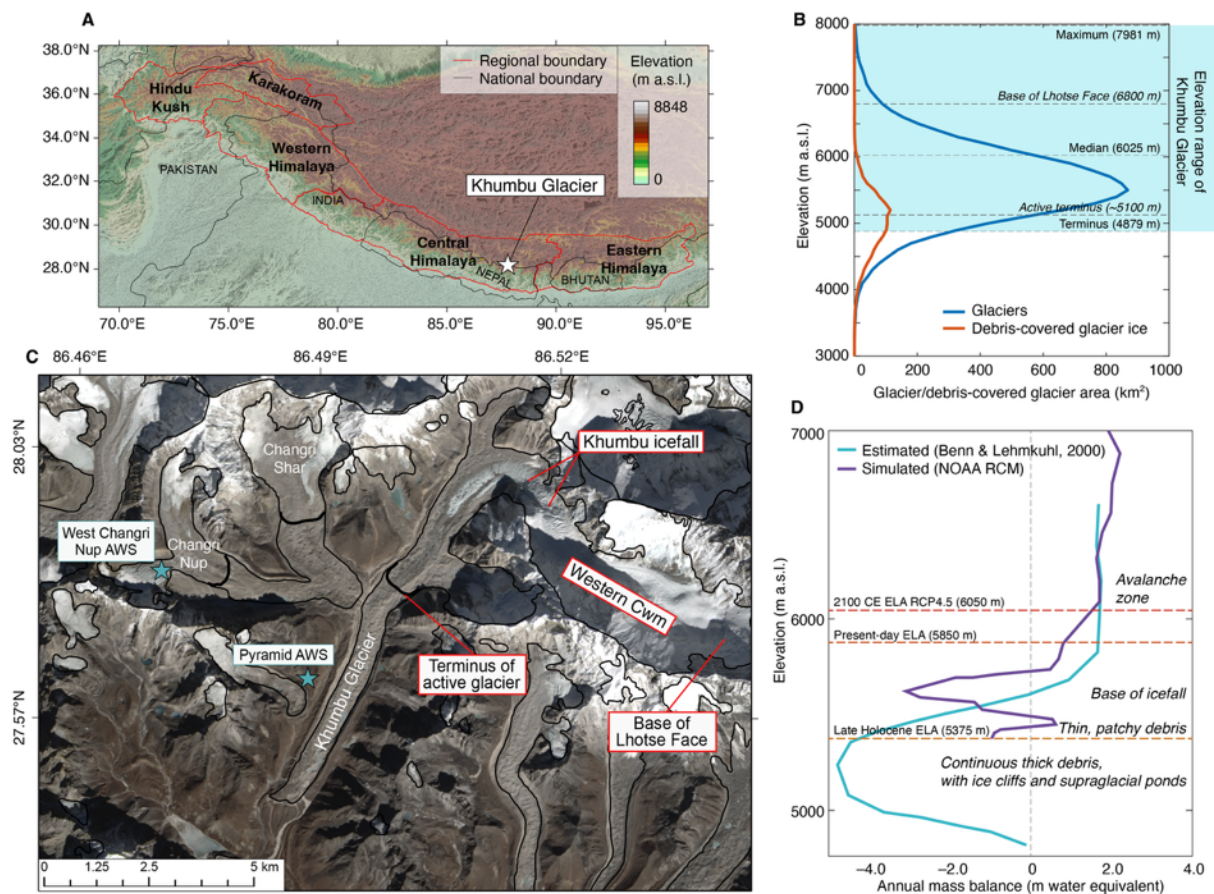 A
38.0°N
36.0°N
34.0°N
32.0°N
30.0°N
28.0°N
70.0°E
75.0°E
80.0°E
85.0°E
90.0°E
95.0°E
Regional boundary
National boundary
Elevation
(m a.s.l.)
8848
0
Hindu
Kush
Karakoram
Western
Himalaya
PAKISTAN
INDIA
Khumbu Glacier
Central
Himalaya
NEPAL
Eastern
Himalaya
BHUTAN
B
8000
7000
6000
5000
4000
3000
Elevation (m a.s.l.)
Maximum (7981 m)
Base of Lhotse Face (6800 m)
Median (6025 m)
Active terminus (~5100 m)
Terminus (4879 m)
Elevation range of
Khumbu Glacier
Glaciers
Debris-covered glacier ice
0
200
400
600
800
1000
Glacier/debris-covered glacier area (km²)
C
86.46°E
86.49°E
86.52°E
28.03°N
27.57°N
Changri
Shar
Khumbu icefall
West Changri
Nup AWS
Changri
Nup
Western Cwm
Pyramid AWS
Khumbu Glacier
Terminus of
active glacier
Base of
Lhotse Face
0
1.25
2.5
5 km
D
7000
6000
5000
Elevation (m a.s.l.)
Estimated (Benn & Lehmkuhl, 2000)
Simulated (NOAA RCM)
Avalanche
zone
2100 CE ELA RCP4.5 (6050 m)
Present-day ELA (5850 m)
Base of icefall
Thin, patchy debris
Late Holocene ELA (5375 m)
Continuous thick debris,
with ice cliffs and supraglacial ponds
−4.0
−2.0
0
2.0
4.0
Annual mass balance (m water equivalent)